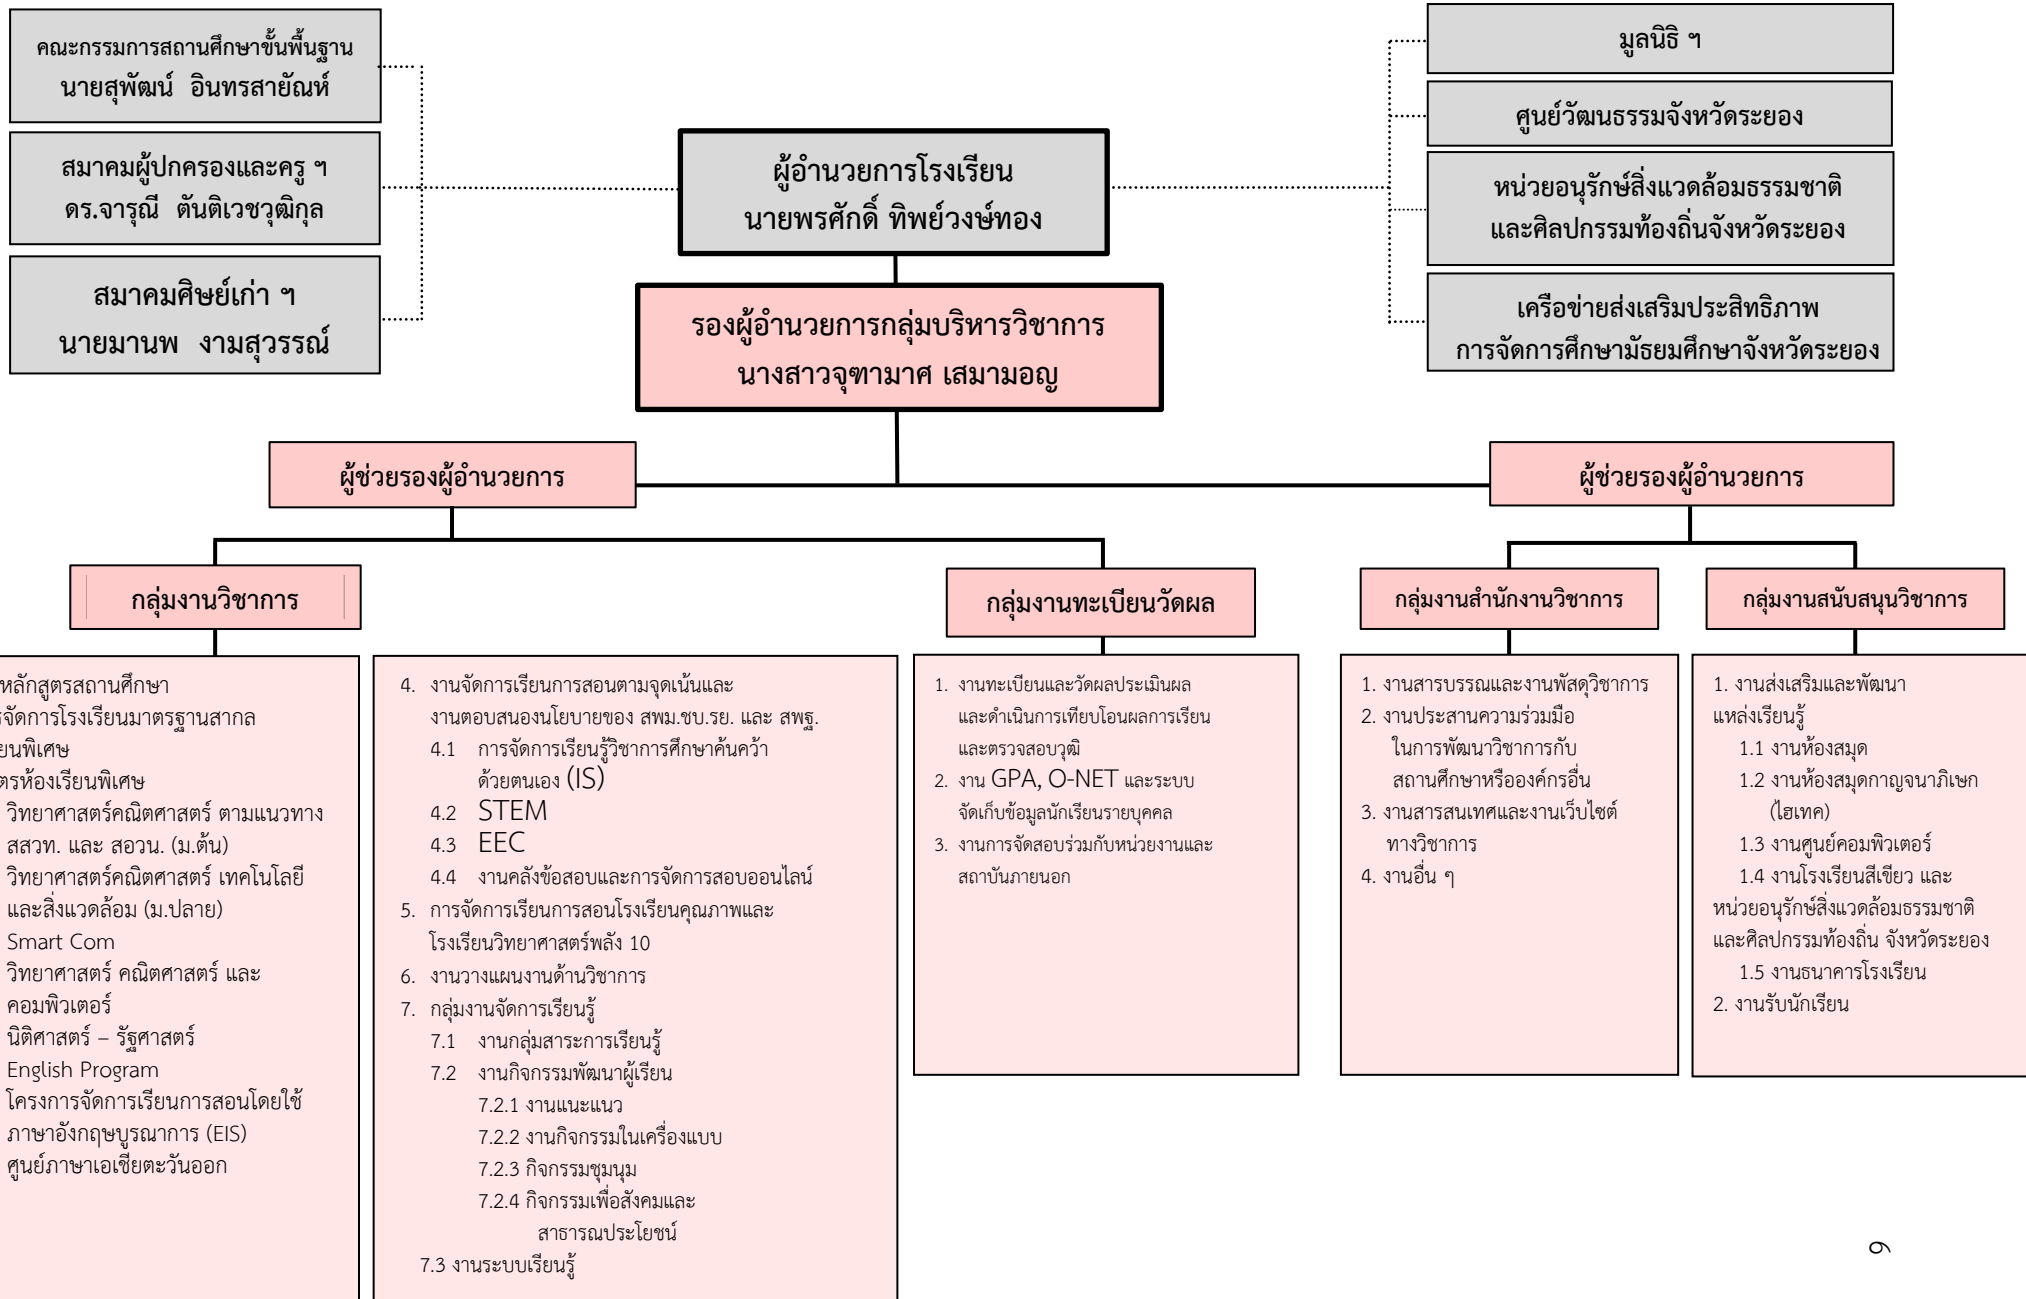 คณะกรรมการสถานศึกษาขั้นพื้นฐาน
นายสุพัฒน์ อินทรสายัณห์
สมาคมผู้ปกครองและครู ฯ
ดร.จารุณี ตันติเวชวุฒิกุล
สมาคมศิษย์เก่า ฯ
นายมานพ งามสุวรรณ์
ผู้อำนวยการโรงเรียน
นายพรศักดิ์ ทิพย์วงษ์ทอง
รองผู้อำนวยการกลุ่มบริหารวิชาการ
นางสาวจุฑามาศ เสมามอญ
มูลนิธิ ฯ
ศูนย์วัฒนธรรมจังหวัดระยอง
หน่วยอนุรักษ์สิ่งแวดล้อมธรรมชาติ
และศิลปกรรมท้องถิ่นจังหวัดระยอง
เครือข่ายส่งเสริมประสิทธิภาพ
การจัดการศึกษามัธยมศึกษาจังหวัดระยอง
ผู้ช่วยรองผู้อำนวยการ
ผู้ช่วยรองผู้อำนวยการ
กลุ่มงานวิชาการ
กลุ่มงานทะเบียนวัดผล
กลุ่มงานสำนักงานวิชาการ
กลุ่มงานสนับสนุนวิชาการ
หลักสูตรสถานศึกษา
จัดการโรงเรียนมาตรฐานสากล
ยนพิเศษ
ตรห้องเรียนพิเศษ
วิทยาศาสตร์คณิตศาสตร์ ตามแนวทาง
สสวท. และ สอวน. (ม.ต้น)
วิทยาศาสตร์คณิตศาสตร์ เทคโนโลยี
และสิ่งแวดล้อม (ม.ปลาย)
Smart Com
วิทยาศาสตร์ คณิตศาสตร์ และ
คอมพิวเตอร์
นิติศาสตร์ – รัฐศาสตร์
English Program
โครงการจัดการเรียนการสอนโดยใช้
ภาษาอังกฤษบูรณาการ (EIS)
ศูนย์ภาษาเอเชียตะวันออก
4. งานจัดการเรียนการสอนตามจุดเน้นและ
งานตอบสนองนโยบายของ สพม.ชบ.รย. และ สพฐ.
4.1 การจัดการเรียนรู้วิชาการศึกษาค้นคว้า
ด้วยตนเอง (IS)
4.2 STEM
4.3 EEC
4.4 งานคลังข้อสอบและการจัดการสอบออนไลน์
5. การจัดการเรียนการสอนโรงเรียนคุณภาพและ
โรงเรียนวิทยาศาสตร์พลัง 10
6. งานวางแผนงานด้านวิชาการ
7. กลุ่มงานจัดการเรียนรู้
7.1 งานกลุ่มสาระการเรียนรู้
7.2 งานกิจกรรมพัฒนาผู้เรียน
7.2.1 งานแนะแนว
7.2.2 งานกิจกรรมในเครื่องแบบ
7.2.3 กิจกรรมชุมนุม
7.2.4 กิจกรรมเพื่อสังคมและ
สาธารณประโยชน์
7.3 งานระบบเรียนรู้
1. งานทะเบียนและวัดผลประเมินผล
และดำเนินการเทียบโอนผลการเรียน
และตรวจสอบวุฒิ
2. งาน GPA, O-NET และระบบ
จัดเก็บข้อมูลนักเรียนรายบุคคล
3. งานการจัดสอบร่วมกับหน่วยงานและ
สถาบันภายนอก
1. งานสารบรรณและงานพัสดุวิชาการ
2. งานประสานความร่วมมือ
ในการพัฒนาวิชาการกับ
สถานศึกษาหรือองค์กรอื่น
3. งานสารสนเทศและงานเว็บไซต์
ทางวิชาการ
4. งานอื่น ๆ
1. งานส่งเสริมและพัฒนา
แหล่งเรียนรู้
1.1 งานห้องสมุด
1.2 งานห้องสมุดกาญจนาภิเษก
(ไฮเทค)
1.3 งานศูนย์คอมพิวเตอร์
1.4 งานโรงเรียนสีเขียว และ
หน่วยอนุรักษ์สิ่งแวดล้อมธรรมชาติ
และศิลปกรรมท้องถิ่น จังหวัดระยอง
1.5 งานธนาคารโรงเรียน
2. งานรับนักเรียน